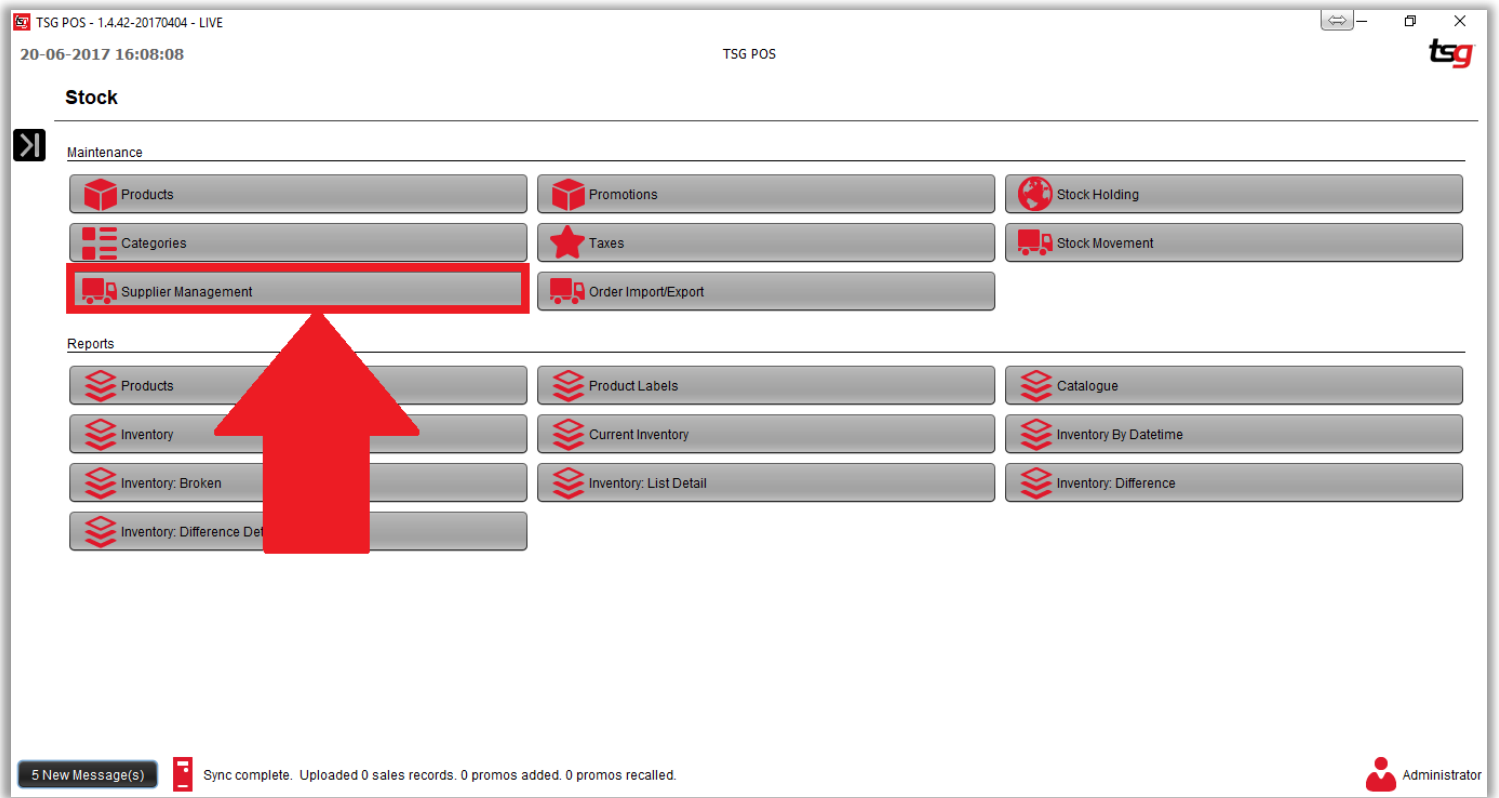 TSG POS - 1.4.42-20170404 - LIVE
20-06-2017 16:08:08
TSG POS
tsg
Stock
Maintenance
Products
Promotions
Stock Holding
Categories
Taxes
Stock Movement
Supplier Management
Order Import/Export
Reports
Products
Product Labels
Catalogue
Inventory
Current Inventory
Inventory By Datetime
Inventory: Broken
Inventory: List Detail
Inventory: Difference
Inventory: Difference Det
5 New Message(s)
Sync complete. Uploaded 0 sales records. 0 promos added. 0 promos recalled.
Administrator